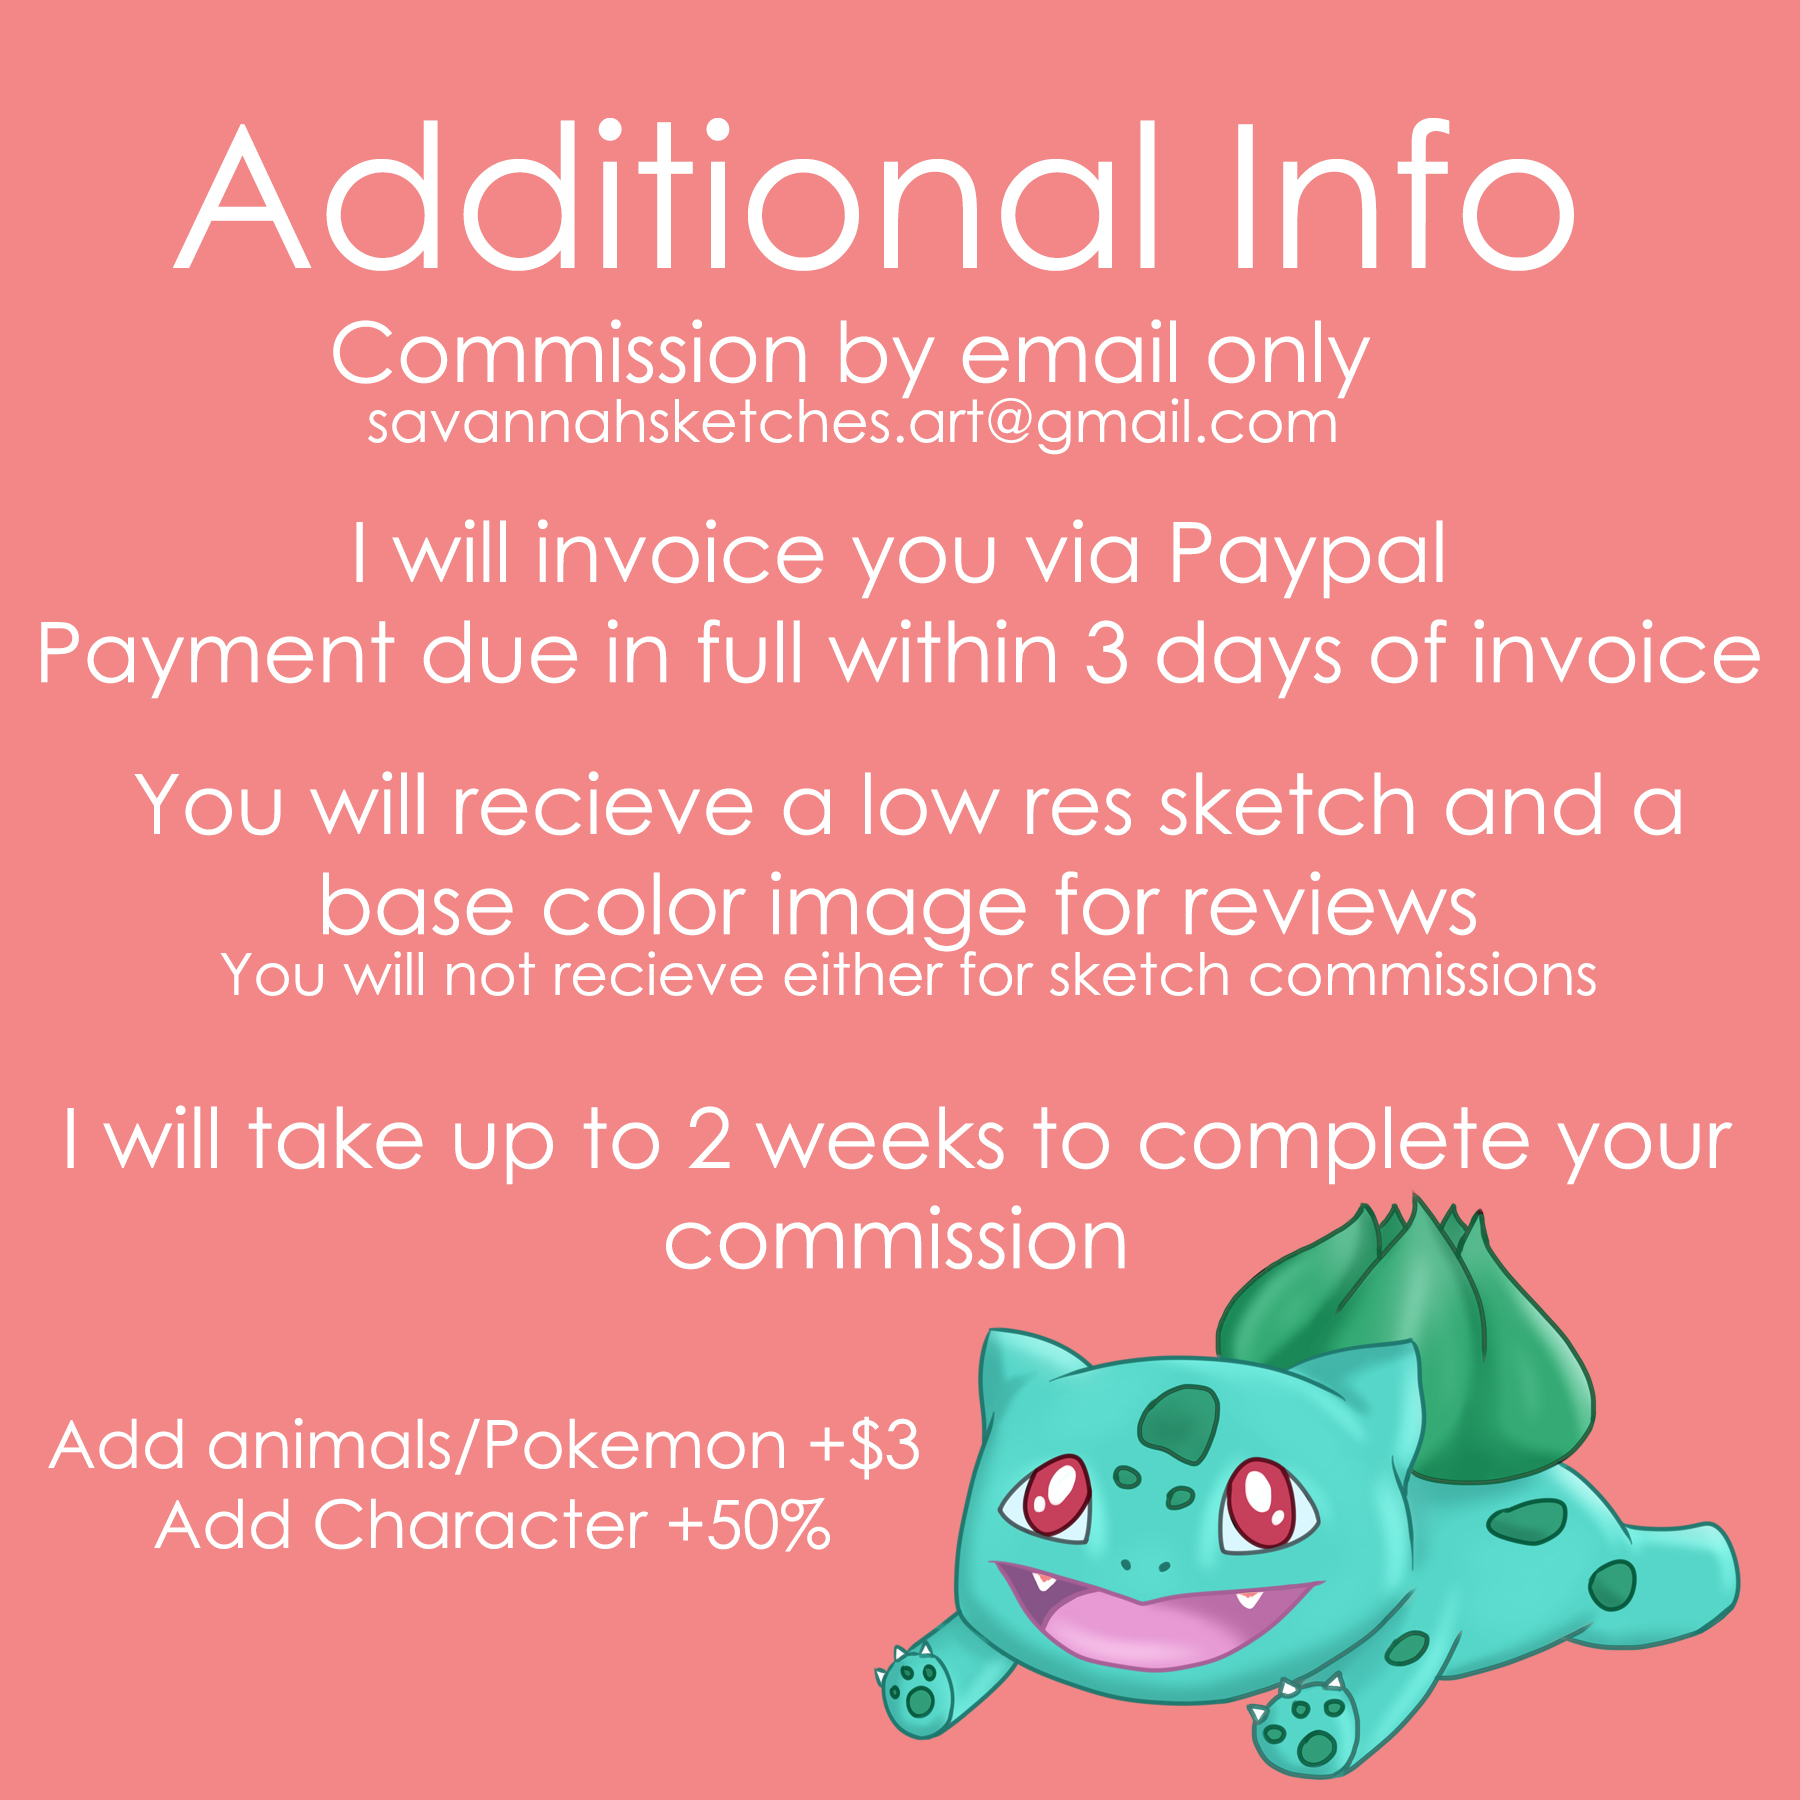 Additional Info
Commission by email only
savannahsketches.art@gmail.com
I will invoice you via Paypal
Payment due in full within 3 days of invoice
You will recieve a low res sketch and a
base color image for reviews
You will not recieve either for sketch commissions
I will take up to 2 weeks to complete your
commission
Add animals/Pokemon +$3
Add Character +50%